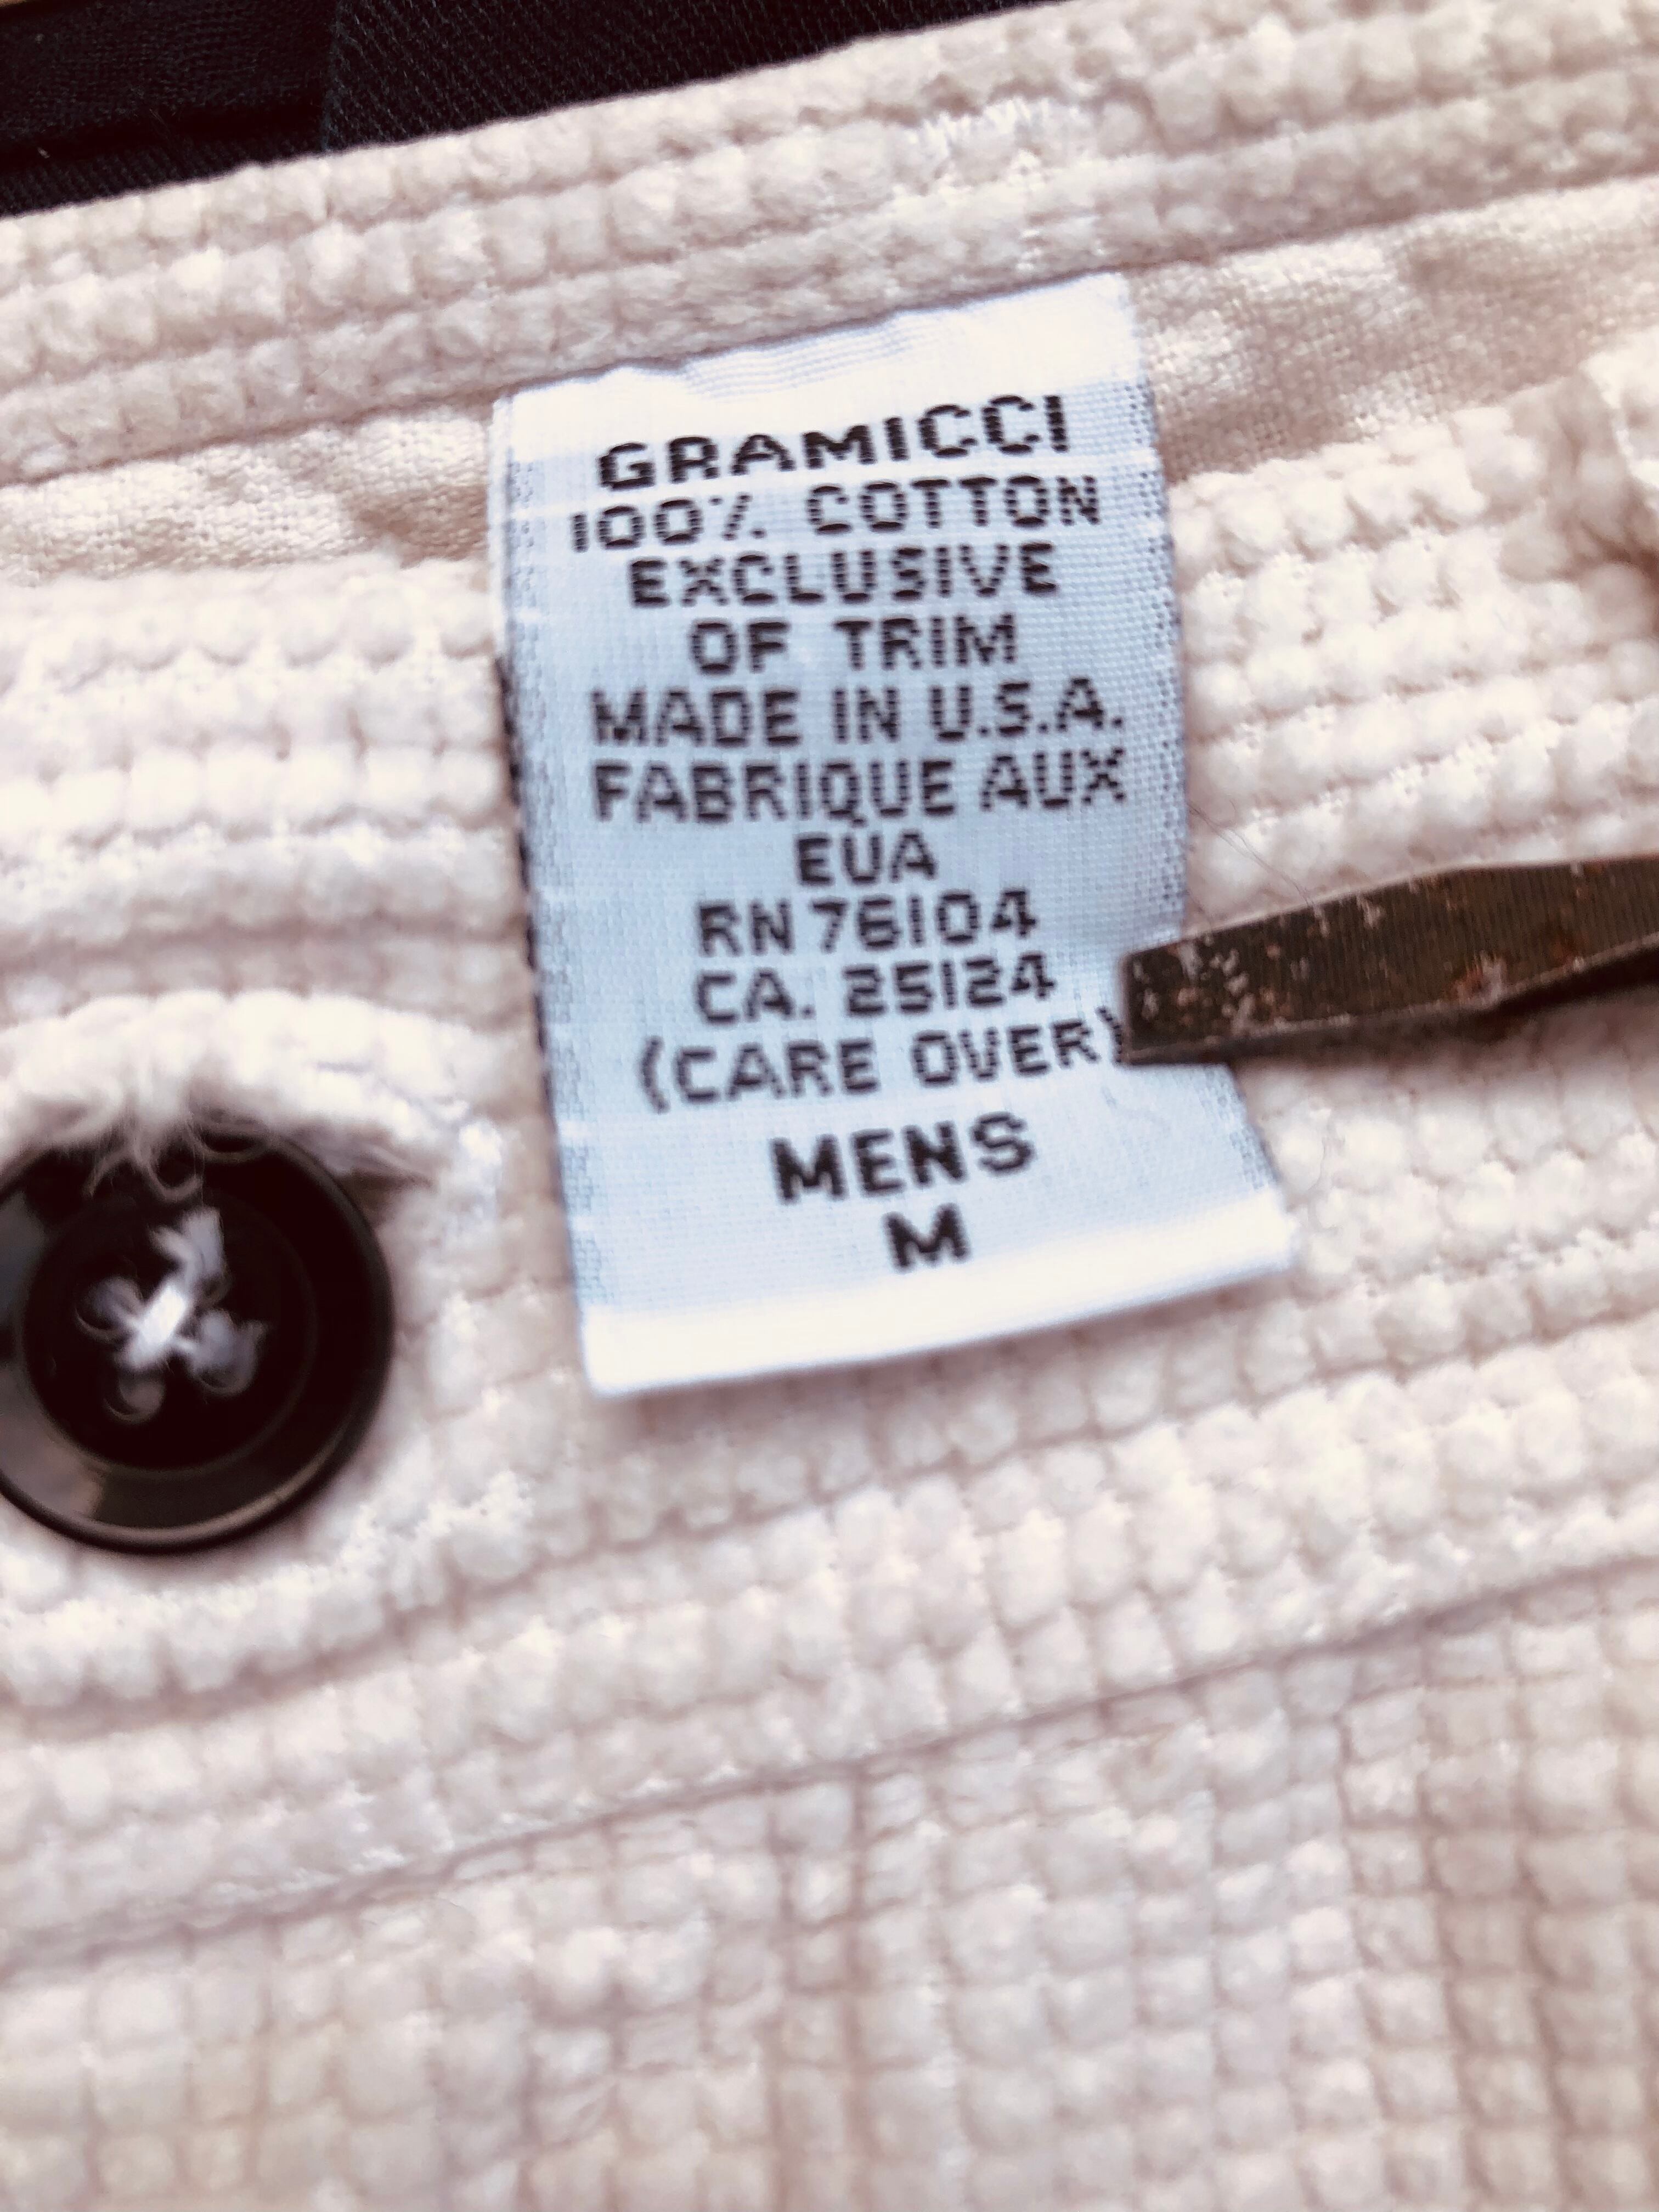 GRAMICCI
100% COTTON
EXCLUSIVE
OF TRIM
MADE IN U.S.A.
FABRIQUE AUX
EUA
RN 76104
CA. 25124
(CARE OVER)
MENS
M